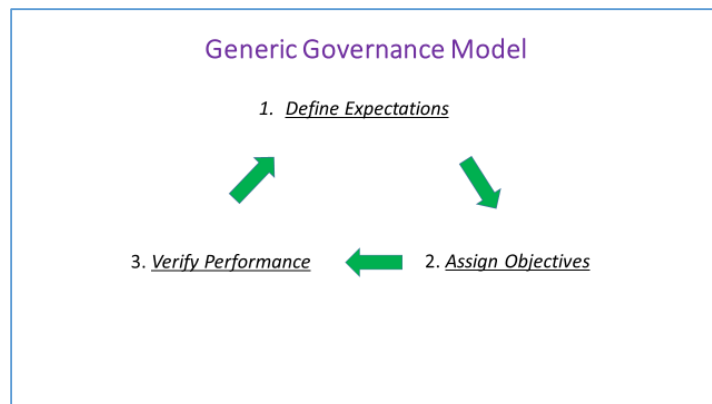 Generic Governance Model
1. Define Expectations
3. Verify Performance
2. Assign Objectives